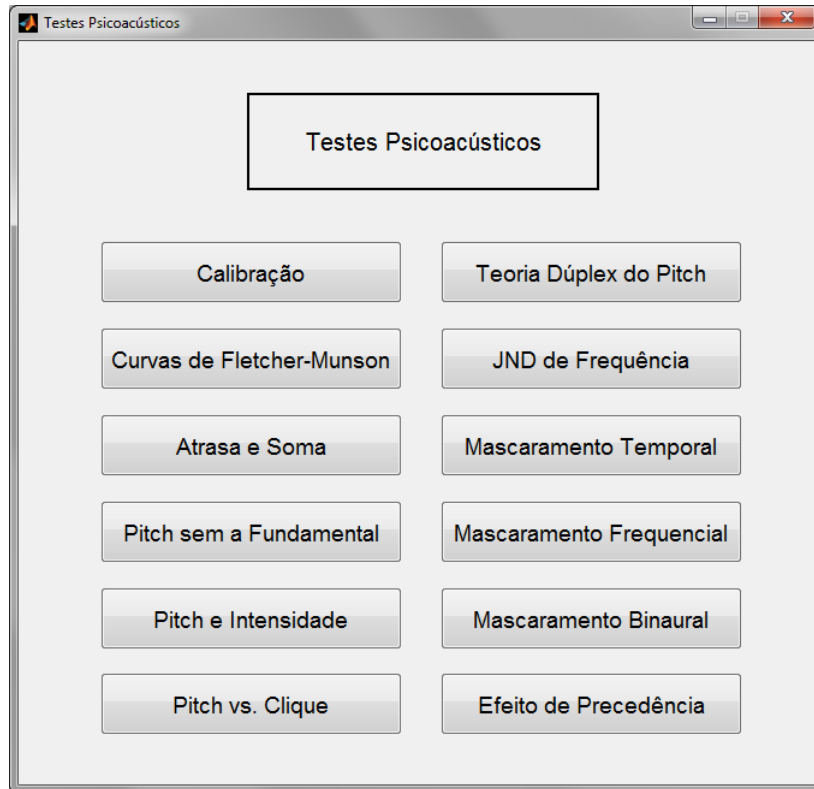 Testes Psicoacústicos
Testes Psicoacústicos
Calibração
Teoria Dúplex do Pitch
Curvas de Fletcher-Munson
JND de Frequência
Atrasa e Soma
Mascaramento Temporal
Pitch sem a Fundamental
Mascaramento Frequencial
Pitch e Intensidade
Mascaramento Binaural
Pitch vs. Clique
Efeito de Precedência